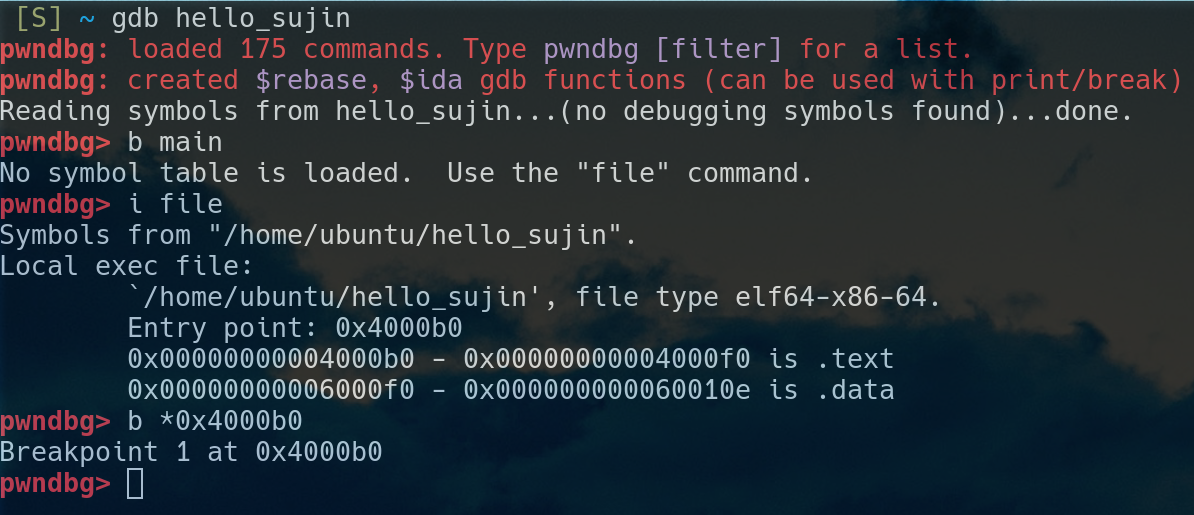 [S] ~ gdb hello_sujin
pwndbg: loaded 175 commands. Type pwndbg [filter] for a list.
pwndbg: created $rebase, $ida gdb functions (can be used with print/break)
Reading symbols from hello_sujin...(no debugging symbols found)...done.
pwndbg> b main
No symbol table is loaded.  Use the "file" command.
pwndbg> i file
Symbols from "/home/ubuntu/hello_sujin".
Local exec file:
        `/home/ubuntu/hello_sujin', file type elf64-x86-64.
        Entry point: 0x4000b0
        0x00000000004000b0 - 0x00000000004000f0 is .text
        0x00000000006000f0 - 0x000000000060010e is .data
pwndbg> b *0x4000b0
Breakpoint 1 at 0x4000b0
pwndbg>